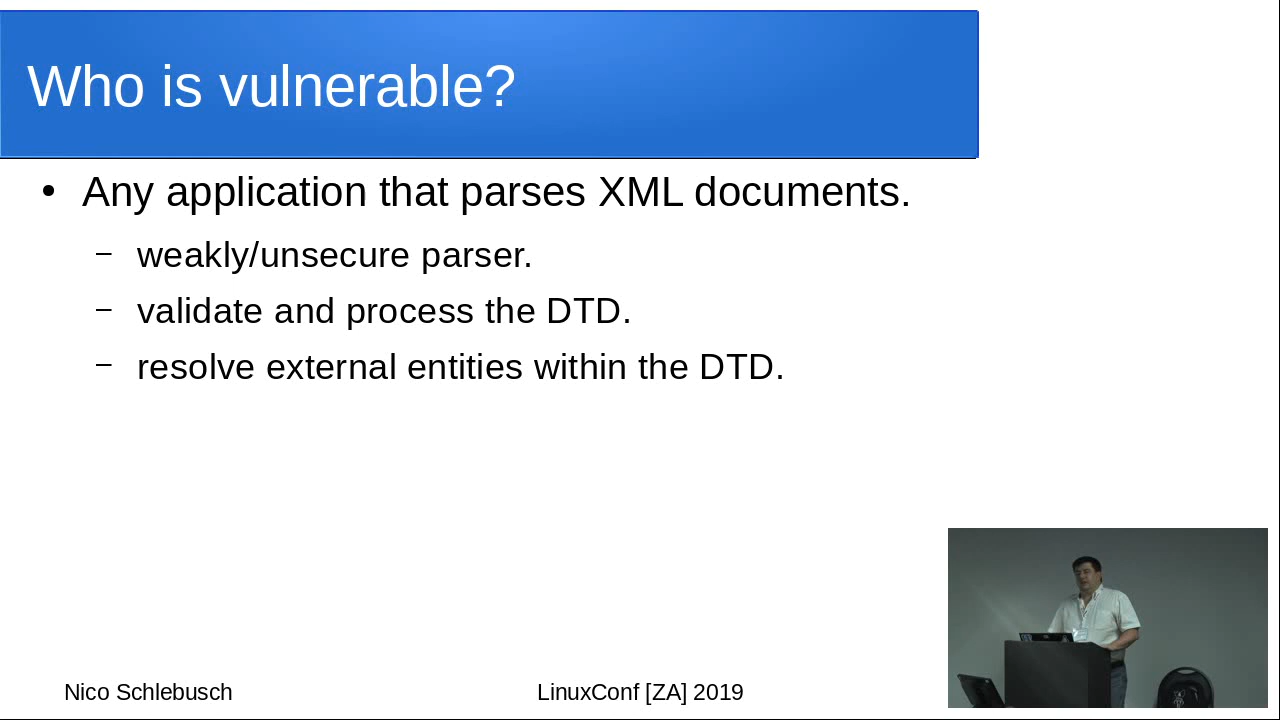 Who is vulnerable?
• Any application that parses XML documents.
– weakly/unsecure parser.
– validate and process the DTD.
– resolve external entities within the DTD.
Nico Schlebusch
LinuxConf [ZA] 2019